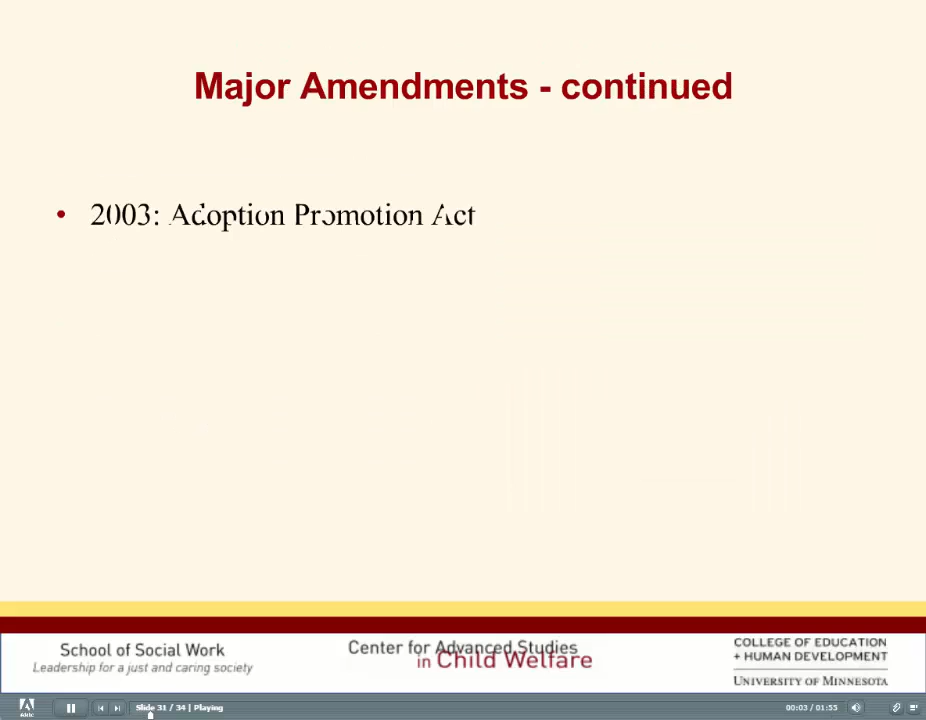 Major Amendments - continued
• 2003: Adoption Promotion Act
School of Social Work
Leadership for a just and caring society
Center for Advanced Studies
in Child Welfare
COLLEGE OF EDUCATION
+ HUMAN DEVELOPMENT
UNIVERSITY OF MINNESOTA
Slide 31 / 34 | Playing
00:03 / 01:55